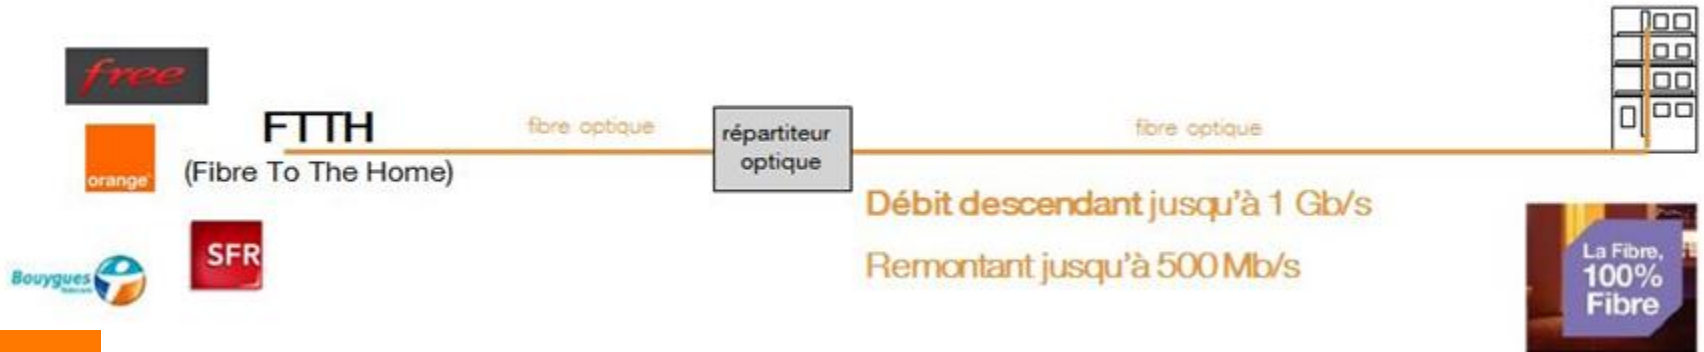 free
FTTH
fibre optique
répartiteur
optique
fibre optique
orange
(Fibre To The Home)
Débit descendant jusqu'à 1 Gb/s
Remontant jusqu'à 500 Mb/s
SFR
Bouygues
La Fibre,
100%
Fibre